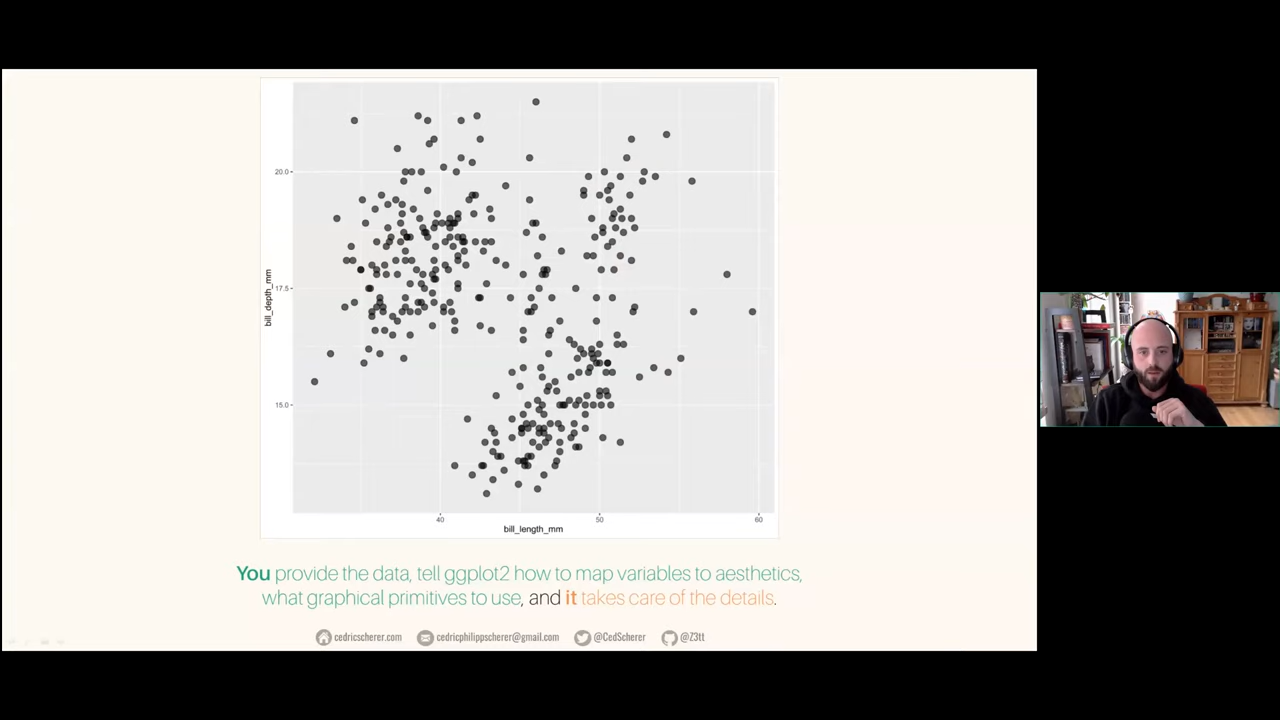 20.0
17.5
15.0
bill_depth_mm
40 50 60
bill_length_mm
You provide the data, tell ggplot2 how to map variables to aesthetics,
what graphical primitives to use, and it takes care of the details.
cedricscherer.com cedricphilippscherer@gmail.com @CedScherer @Z3tt